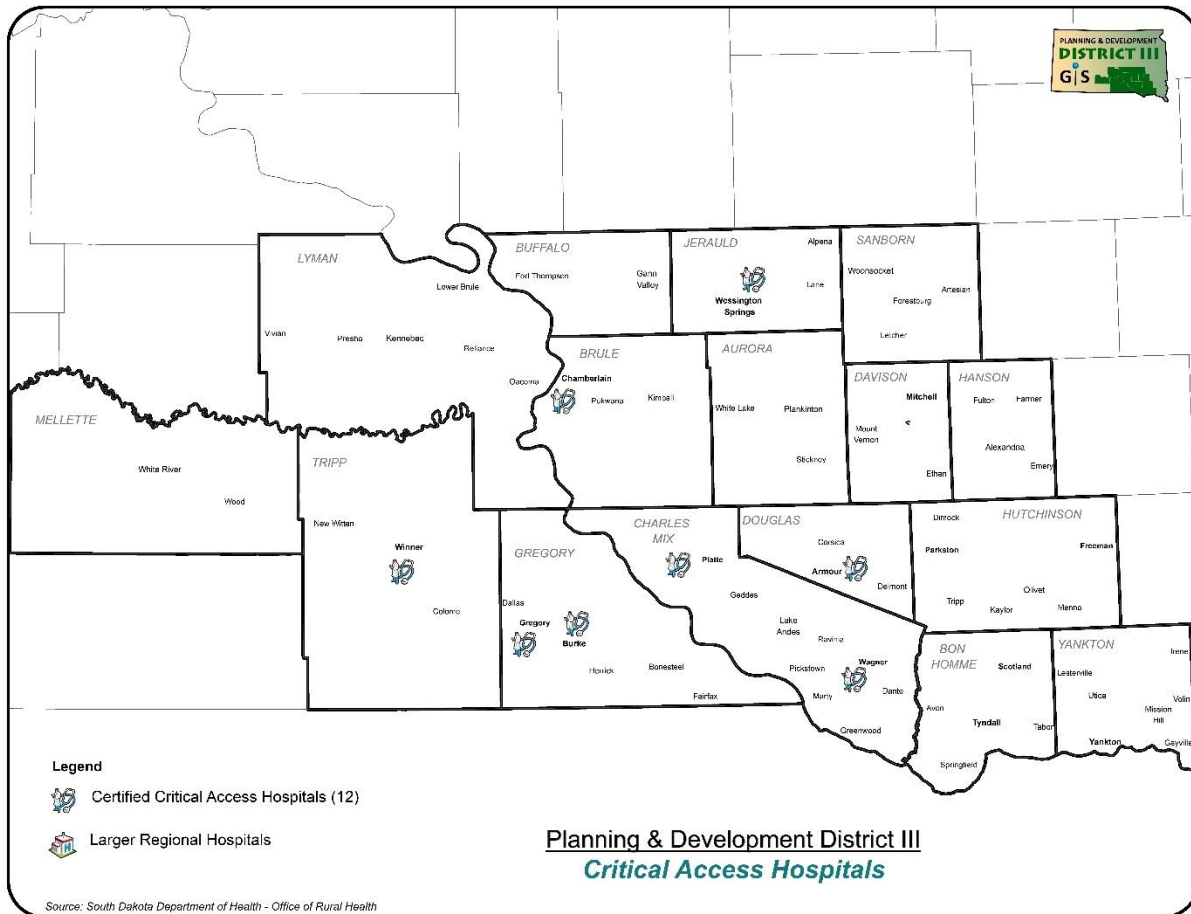 PLANNING & DEVELOPMENT
DISTRICT III
GIS
LYMAN
BUFFALO
JERAULD
Alpena
SANBORN
Lower Brule
Fort Thompson
Gann
Valley
Wessington
Springs
Lane
Woonsocket
Forestburg
Artesian
Letcher
Vivian
Presho
Kennebec
Reliance
Oacoma
BRULE
Chamberlain
Pukwana
Kimball
AURORA
White Lake
Plankinton
Stickney
DAVISON
Mitchell
Mount
Vernon
Ethan
HANSON
Fulton
Farmer
Alexandria
Emery
MELLETTE
White River
Wood
TRIPP
New Witten
Winner
Colome
GREGORY
Dallas
Gregory
Burke
Herrick
Bonesteel
Fairfax
CHARLES
MIX
Platte
Geddes
Lake
Andes
Ravinia
Pickstown
Wagner
Marty
Dante
Greenwood
DOUGLAS
Corsica
Armour
Delmont
HUTCHINSON
Dimock
Parkston
Freeman
Tripp
Kaylor
Olivet
Menno
BON
HOMME
Scotland
Avon
Tyndall
Tabor
Springfield
YANKTON
Lesterville
Irene
Utica
Mission
Hill
Volin
Yankton
Gayville
Legend
Certified Critical Access Hospitals (12)
Larger Regional Hospitals
Planning & Development District III
Critical Access Hospitals
Source: South Dakota Department of Health - Office of Rural Health